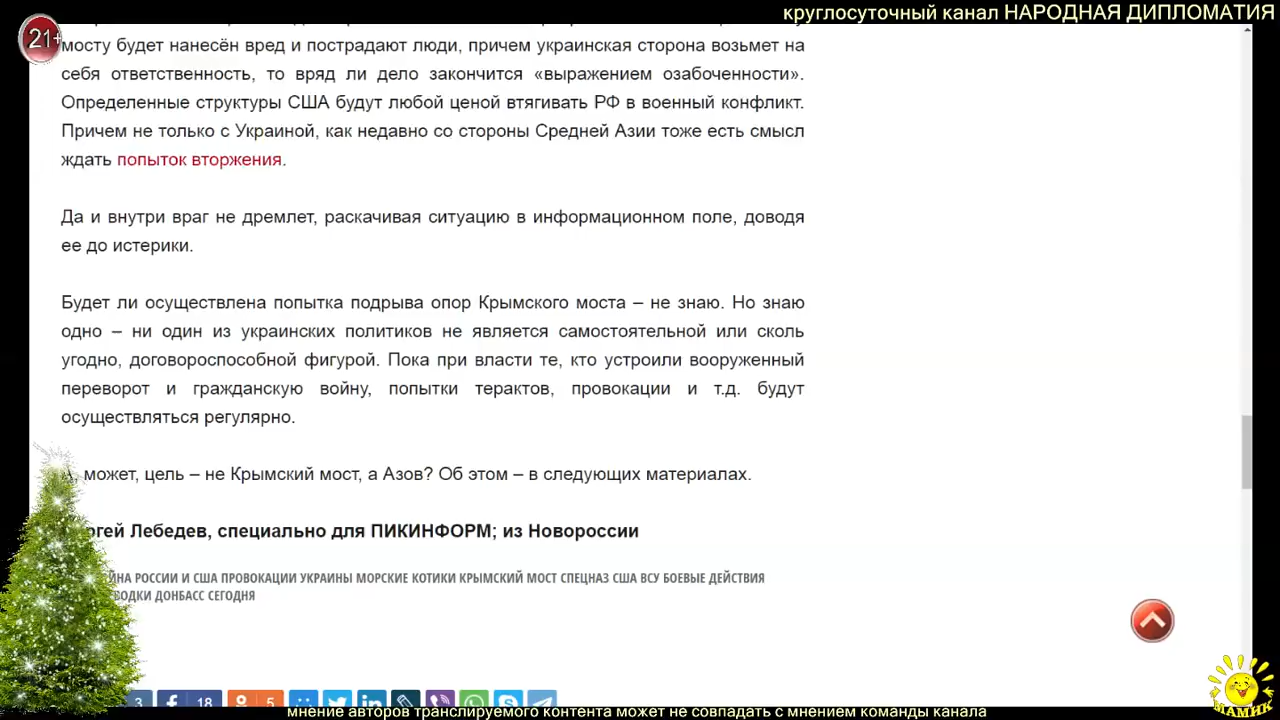 круглосуточный канал НАРОДНАЯ ДИПЛОМАТИЯ
21+
мосту будет нанесён вред и пострадают люди, причем украинская сторона возьмет на
себя ответственность, то вряд ли дело закончится «выражением озабоченности».
Определенные структуры США будут любой ценой втягивать РФ в военный конфликт.
Причем не только с Украиной, как недавно со стороны Средней Азии тоже есть смысл
ждать попыток вторжения.
Да и внутри враг не дремлет, раскачивая ситуацию в информационном поле, доводя
ее до истерики.
Будет ли осуществлена попытка подрыва опор Крымского моста – не знаю. Но знаю
одно – ни один из украинских политиков не является самостоятельной или сколь
угодно, договороспособной фигурой. Пока при власти те, кто устроили вооруженный
переворот и гражданскую войну, попытки терактов, провокации и т.д. будут
осуществляться регулярно.
может, цель – не Крымский мост, а Азов? Об этом – в следующих материалах.
Лебедев, специально для ПИКИНФОРМ; из Новороссии
РОССИИ И США ПРОВОКАЦИИ УКРАИНЫ МОРСКИЕ КОТИКИ КРЫМСКИЙ МОСТ СПЕЦНАЗ США ВСУ БОЕВЫЕ ДЕЙСТВИЯ
ДОНБАСС СЕГОДНЯ
3 18 5
МАМИК
мнение авторов транслируемого контента может не совпадать с мнением команды канала